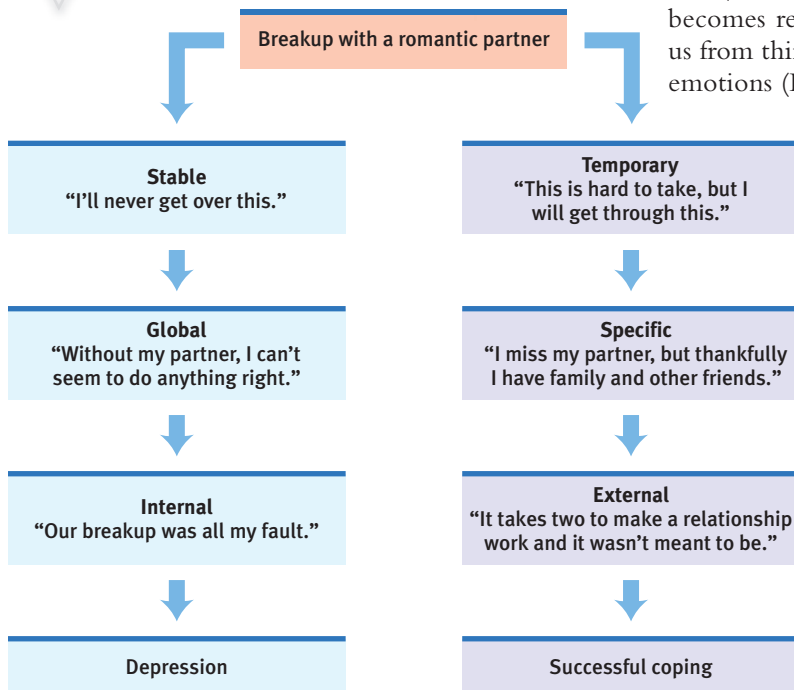 becomes re
us from thin
emotions (
Breakup with a romantic partner
Stable
“I’ll never get over this.”
Global
“Without my partner, I can’t
seem to do anything right.”
Internal
“Our breakup was all my fault.”
Depression
Temporary
“This is hard to take, but I
will get through this.”
Specific
“I miss my partner, but thankfully
I have family and other friends.”
External
“It takes two to make a relationship
work and it wasn’t meant to be.”
Successful coping